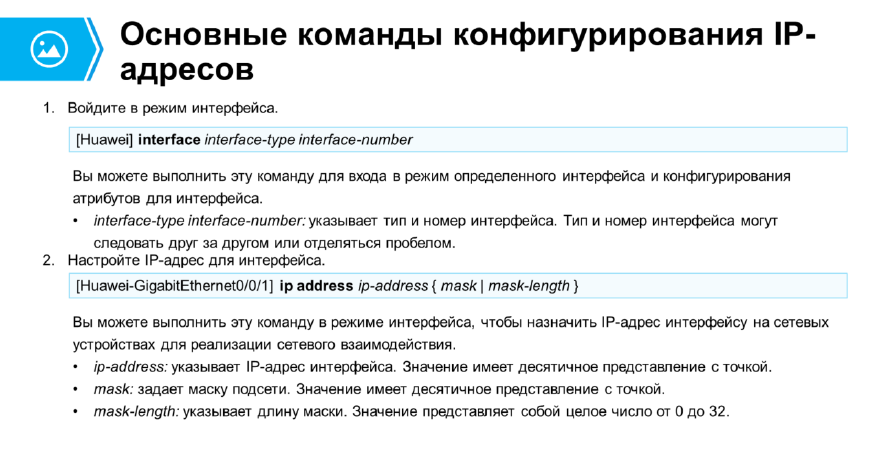 Основные команды конфигурирования IP-
адресов
1. Войдите в режим интерфейса.
[Huawei] interface interface-type interface-number
Вы можете выполнить эту команду для входа в режим определенного интерфейса и конфигурирования
атрибутов для интерфейса.
• interface-type interface-number: указывает тип и номер интерфейса. Тип и номер интерфейса могут
следовать друг за другом или отделяться пробелом.
2. Настройте IP-адрес для интерфейса.
[Huawei-GigabitEthernet0/0/1] ip address ip-address { mask | mask-length }
Вы можете выполнить эту команду в режиме интерфейса, чтобы назначить IP-адрес интерфейсу на сетевых
устройствах для реализации сетевого взаимодействия.
• ip-address: указывает IP-адрес интерфейса. Значение имеет десятичное представление с точкой.
• mask: задает маску подсети. Значение имеет десятичное представление с точкой.
• mask-length: указывает длину маски. Значение представляет собой целое число от 0 до 32.